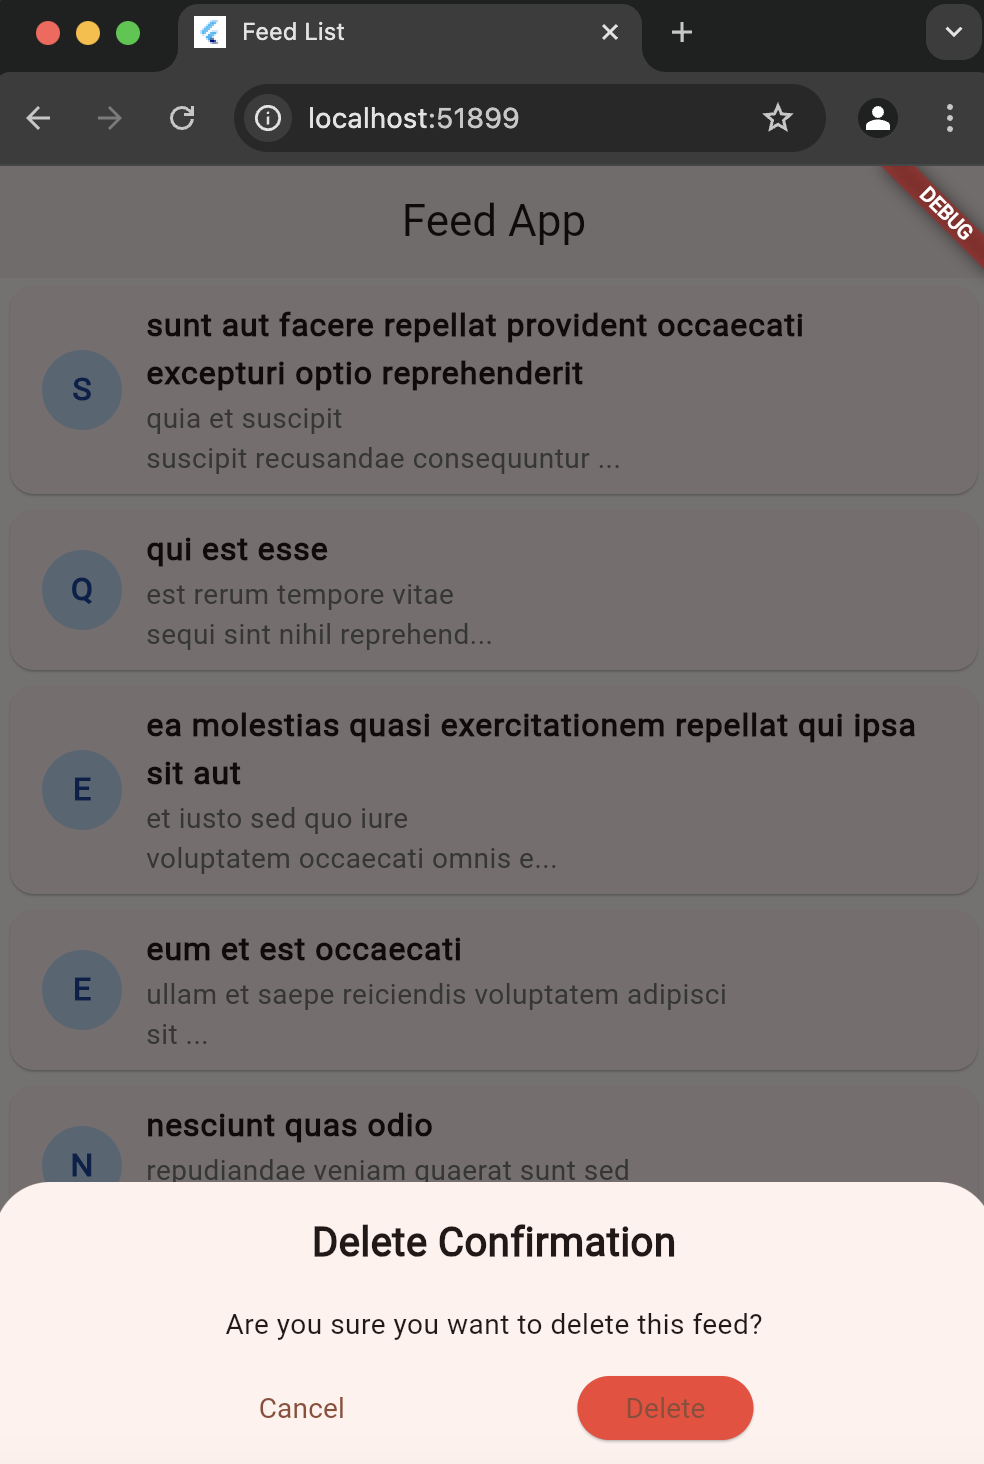 Feed List
localhost:51899
Feed App
DEBUG
S
sunt aut facere repellat provident occaecati
excepturi optio reprehenderit
quia et suscipit
suscipit recusandae consequuntur ...
Q
qui est esse
est rerum tempore vitae
sequi sint nihil reprehend...
E
ea molestias quasi exercitationem repellat qui ipsa
sit aut
et iusto sed quo iure
voluptatem occaecati omnis e...
E
eum et est occaecati
ullam et saepe reiciendis voluptatem adipisci
sit ...
N
nesciunt quas odio
repudiandae veniam quaerat sunt sed
Delete Confirmation
Are you sure you want to delete this feed?
Cancel
Delete